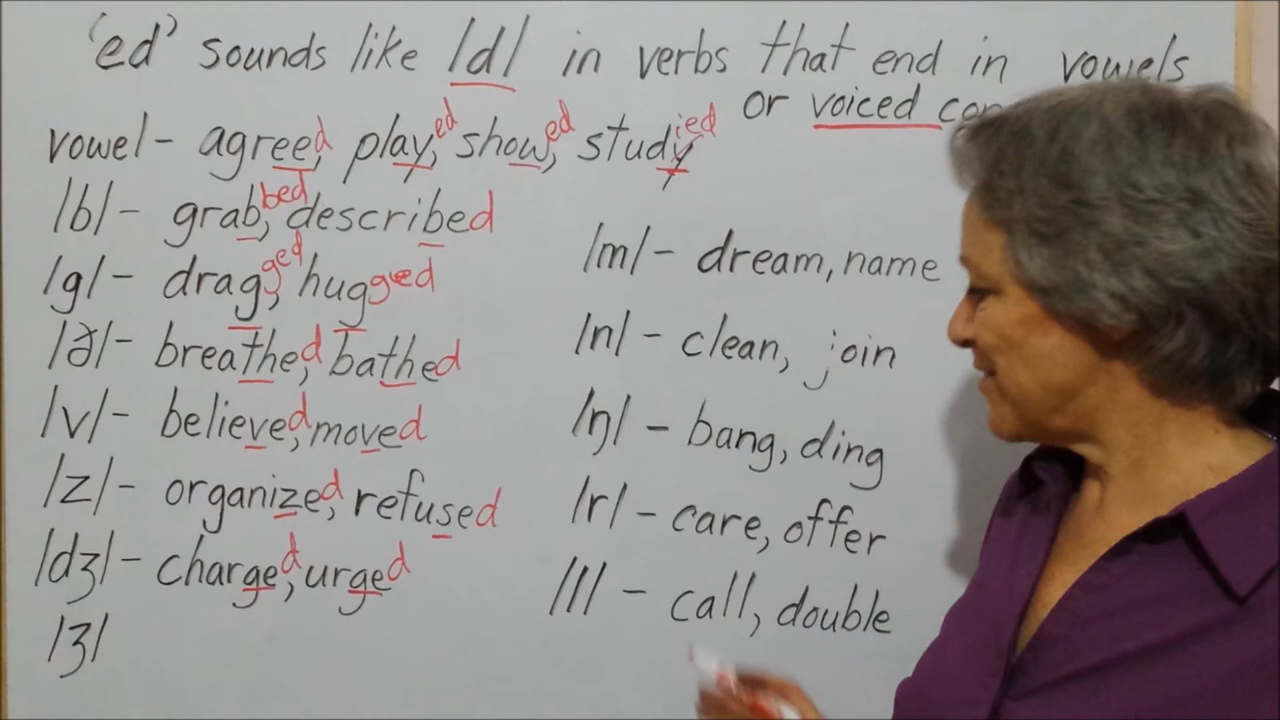 'ed' sounds like /d/ in verbs that end in vowels
or voiced
vowel - agreed, played, showed, studyied
/b/ - grabbed, described
/g/ - dragged, hugged
/ð/ - breathed, bathed
/v/ - believed, moved
/z/ - organized, refused
/dʒ/ - charged, urged
/ʒ/
/m/ - dream, name
/n/ - clean, join
/ŋ/ - bang, ding
/r/ - care, offer
/l/ - call, double